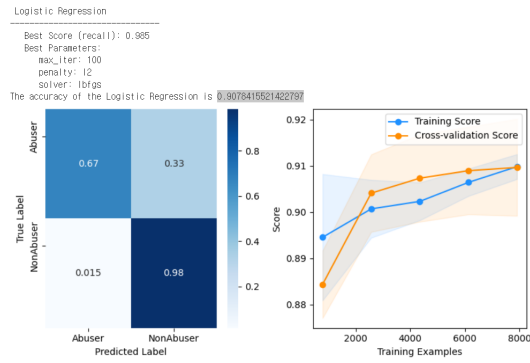 Logistic Regression
------------------------------
Best Score (recall): 0.985
Best Parameters:
max_iter: 100
penalty: l2
solver: lbfgs
The accuracy of the Logistic Regression is 0.9078415521422797
True Label
Abuser
NonAbuser
0.67
0.33
0.015
0.98
Abuser
NonAbuser
Predicted Label
0.8
0.6
0.4
0.2
Training Score
Cross-validation Score
Score
0.92
0.91
0.90
0.89
0.88
2000
4000
6000
8000
Training Examples